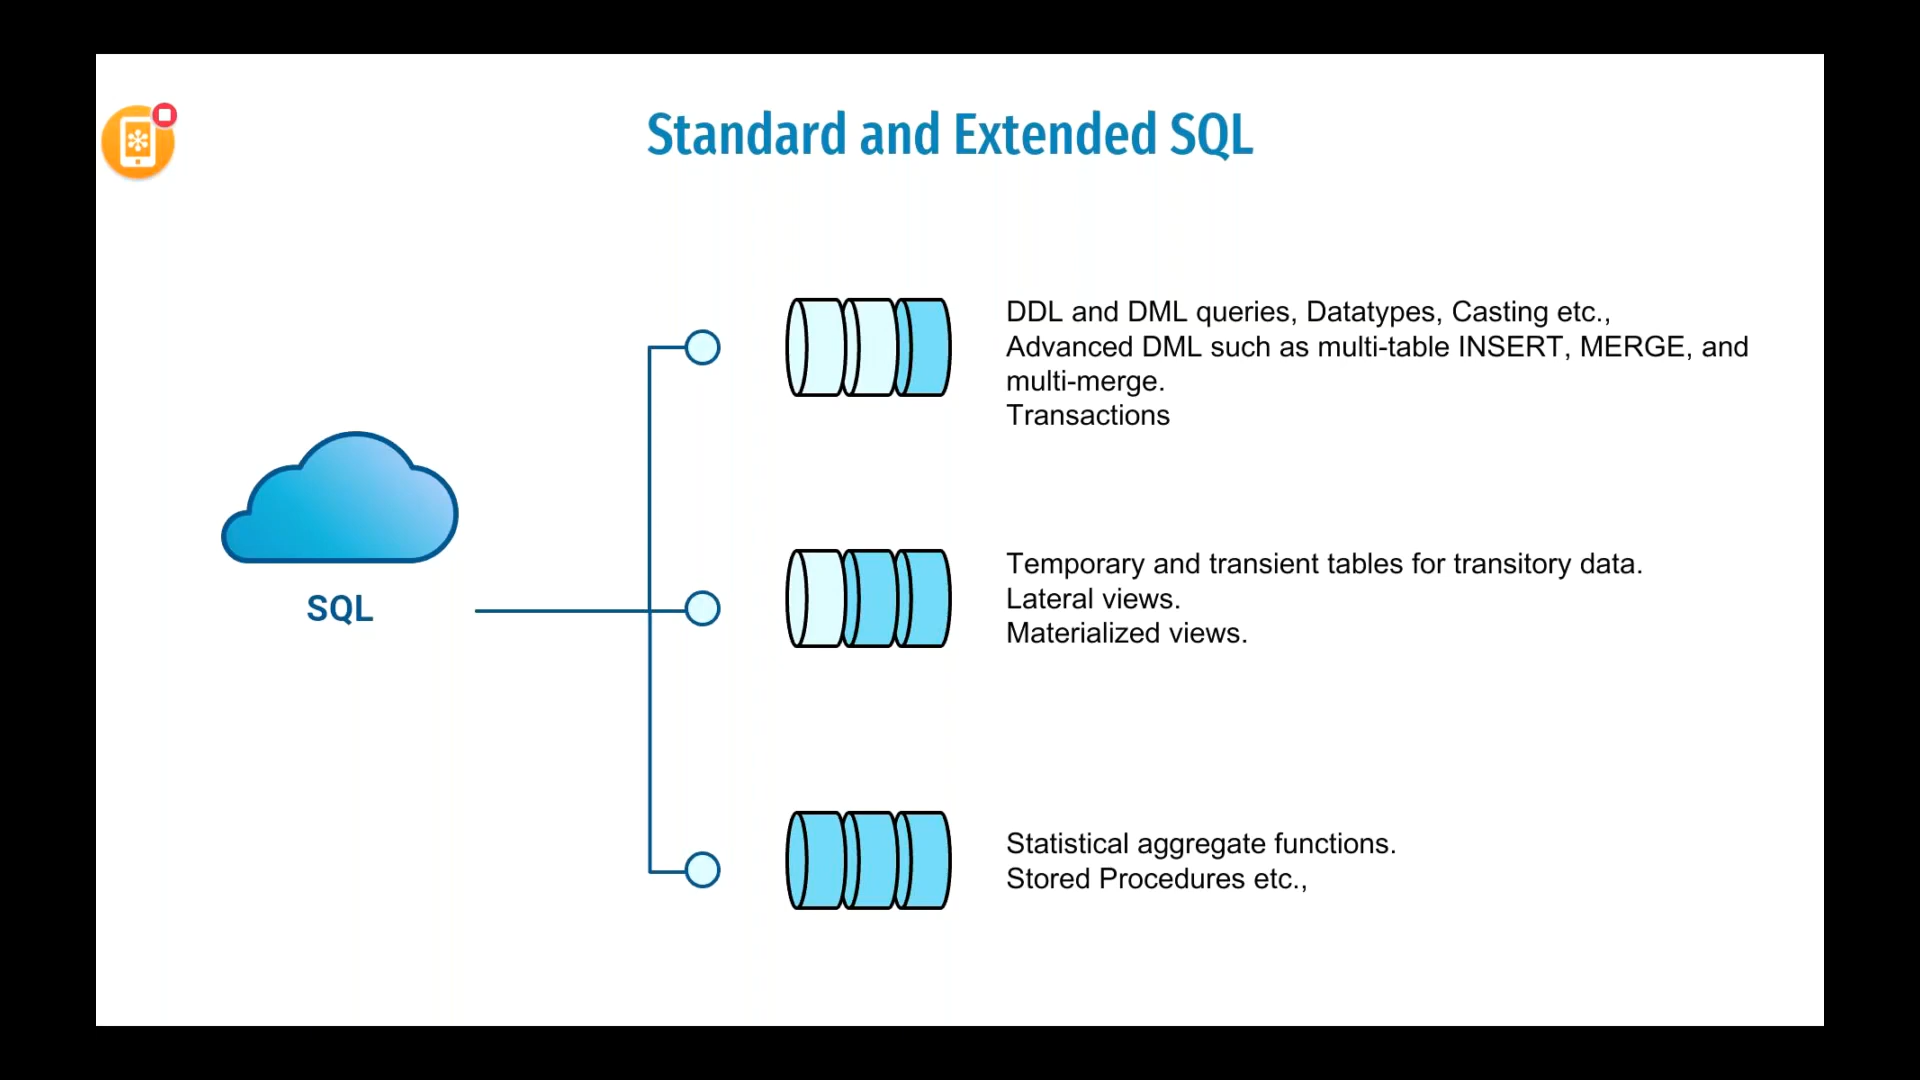 Standard and Extended SQL
DDL and DML queries, Datatypes, Casting etc.,
Advanced DML such as multi-table INSERT, MERGE, and
multi-merge.
Transactions
SQL
Temporary and transient tables for transitory data.
Lateral views.
Materialized views.
Statistical aggregate functions.
Stored Procedures etc.,